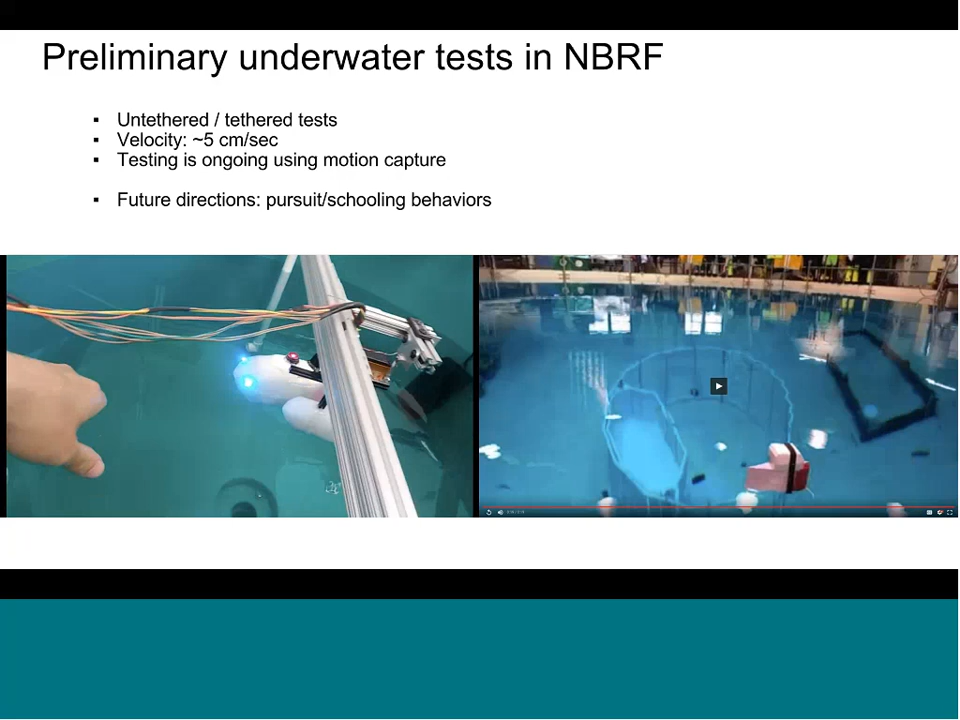 Preliminary underwater tests in NBRF
▪ Untethered / tethered tests
▪ Velocity: ~5 cm/sec
▪ Testing is ongoing using motion capture
▪ Future directions: pursuit/schooling behaviors